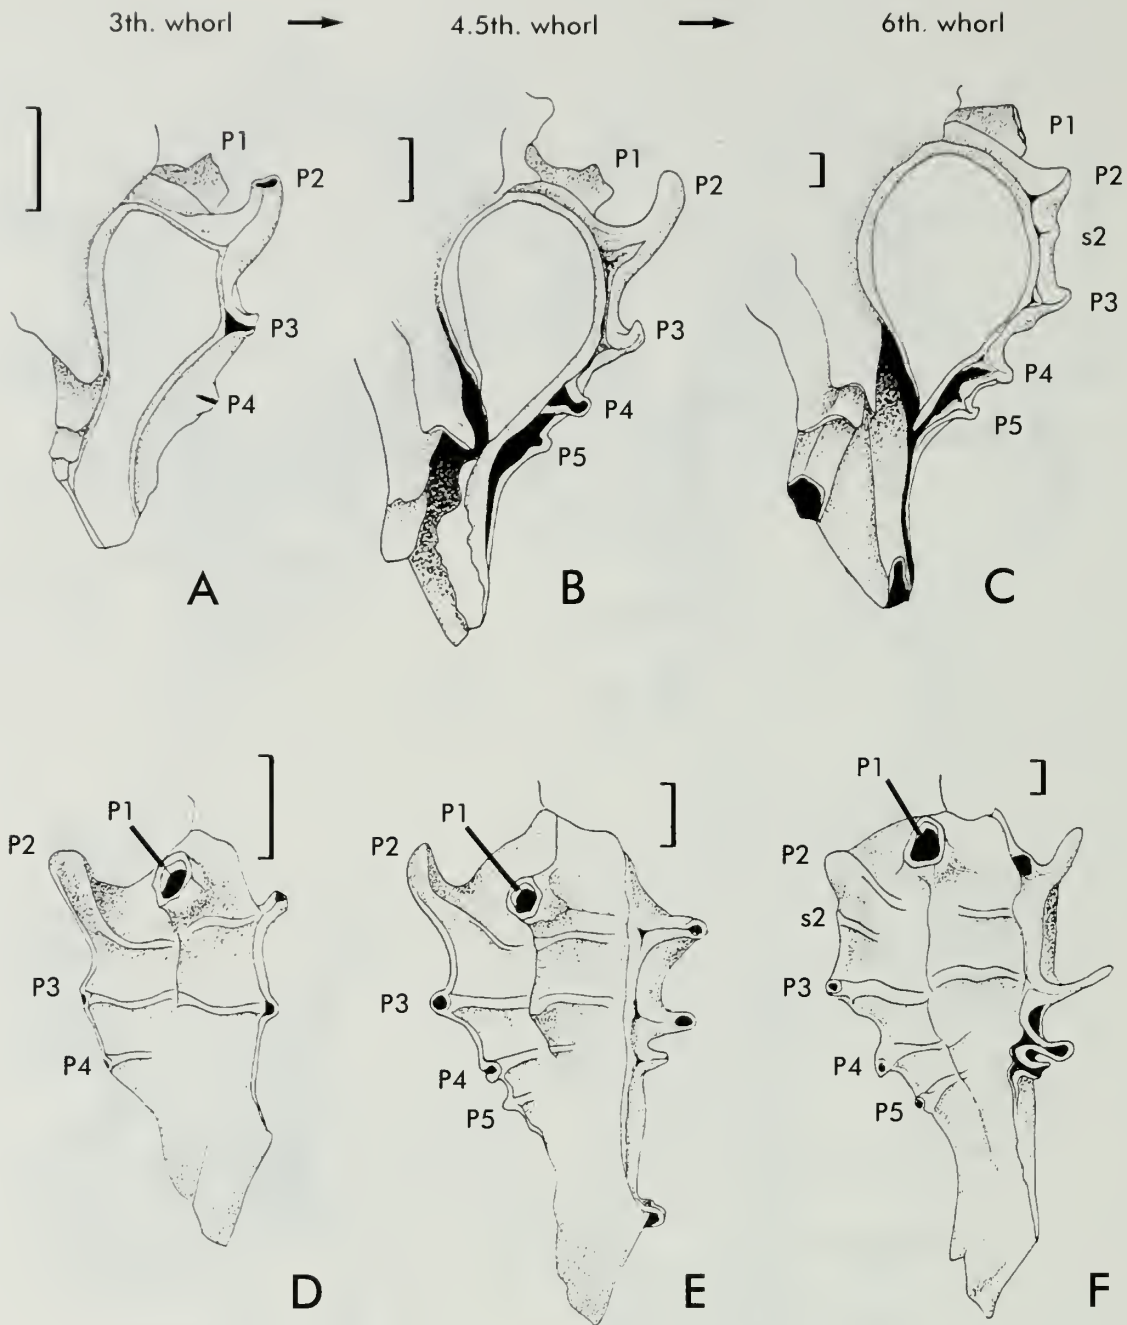 3th. whorl → 4.5th. whorl → 6th. whorl
P1
P2
P3
P4
A
P1
P2
P3
P4
P5
B
P1
P2
s2
P3
P4
P5
C
P1
P2
P3
P4
D
P1
P2
P3
P4
P5
E
P1
P2
s2
P3
P4
P5
F